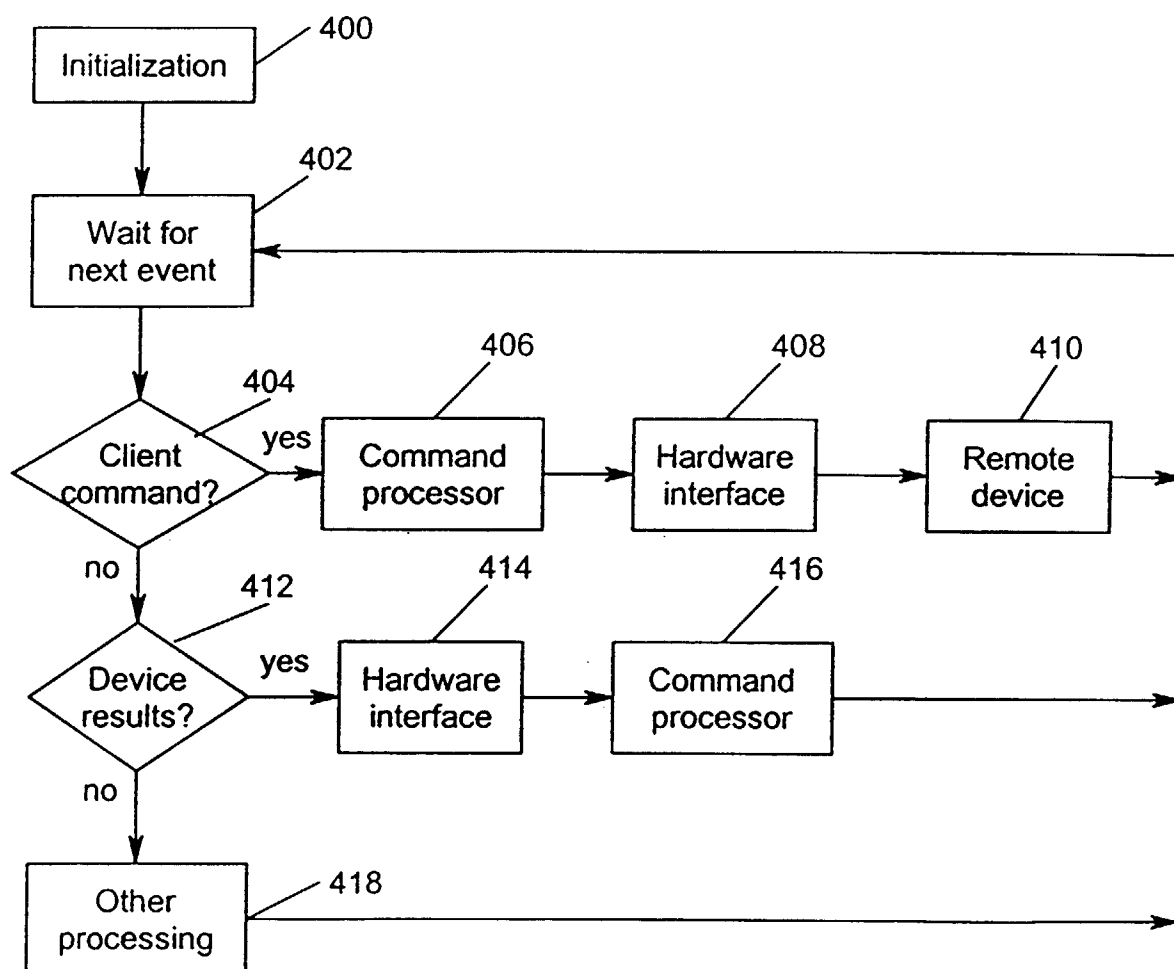 400
Initialization
402
Wait for
next event
404
406
408
410
Client
command?
yes
Command
processor
Hardware
interface
Remote
device
no
412
414
416
Device
results?
yes
Hardware
interface
Command
processor
no
418
Other
processing